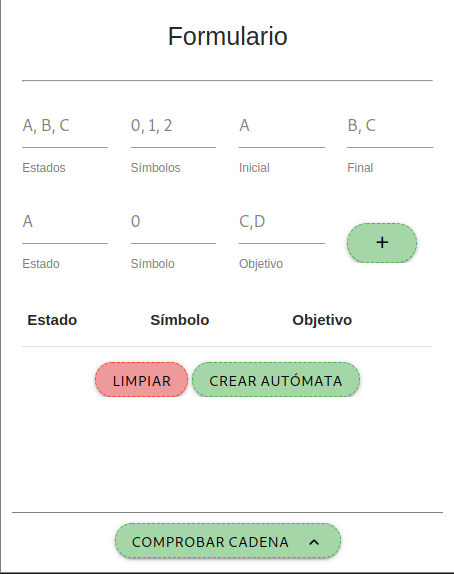 Formulario
A, B, C 0, 1, 2 A B, C
Estados Símbolos Inicial Final
A 0 C,D +
Estado Símbolo Objetivo
Estado Símbolo Objetivo
LIMPIAR CREAR AUTÓMATA
COMPROBAR CADENA